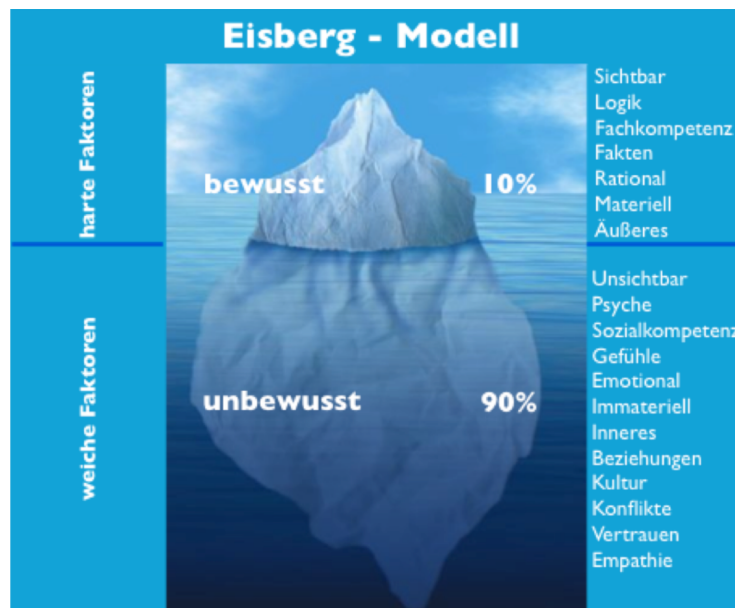 Eisberg - Modell
harte Faktoren
bewusst 10%
Sichtbar
Logik
Fachkompetenz
Fakten
Rational
Materiell
Äußeres
weiche Faktoren
unbewusst 90%
Unsichtbar
Psyche
Sozialkompetenz
Gefühle
Emotional
Immateriell
Inneres
Beziehungen
Kultur
Konflikte
Vertrauen
Empathie